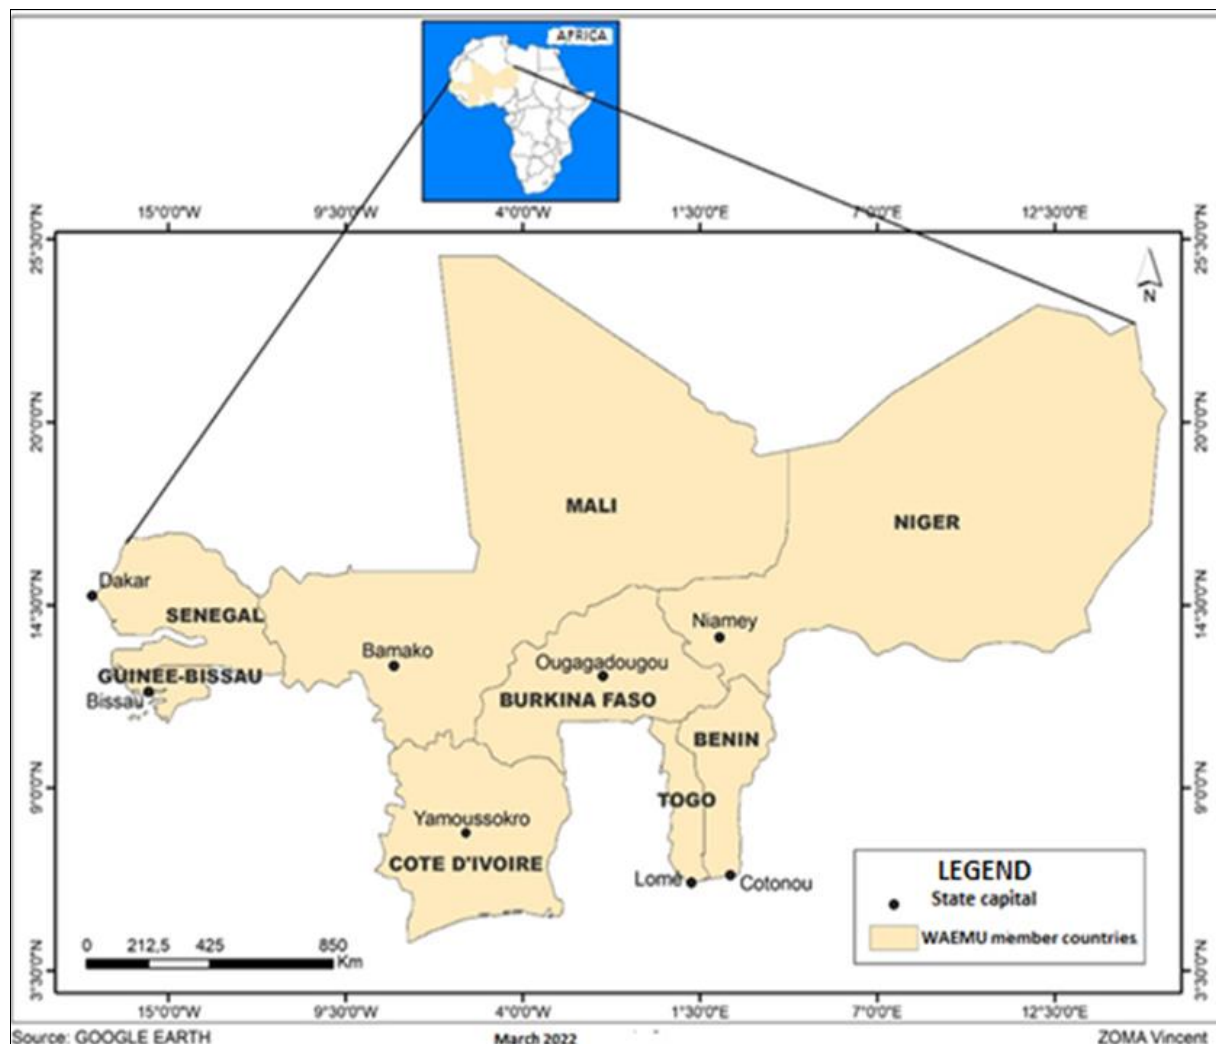 AFRICA
15°0'0"W 9°30'0"W 4°0'0"W 1°30'0"E 7°0'0"E 12°30'0"E
25°30'0"N 25°30'0"N
N
20°0'0"N 20°0'0"N
MALI
NIGER
Dakar
14°30'0"N 14°30'0"N
SENEGAL
Niamey
Bamako
Ougagadougou
GUINEE-BISSAU
Bissau
BURKINA FASO
BENIN
9°0'0"N 9°0'0"N
TOGO
Yamoussokro
COTE D'IVOIRE
Lomé
Cotonou
LEGEND
State capital
WAEMU member countries
0 212,5 425 850
Km
3°30'0"N 3°30'0"N
15°0'0"W 9°30'0"W 4°0'0"W 1°30'0"E 7°0'0"E 12°30'0"E
Source: GOOGLE EARTH March 2022 ZOMA Vincent